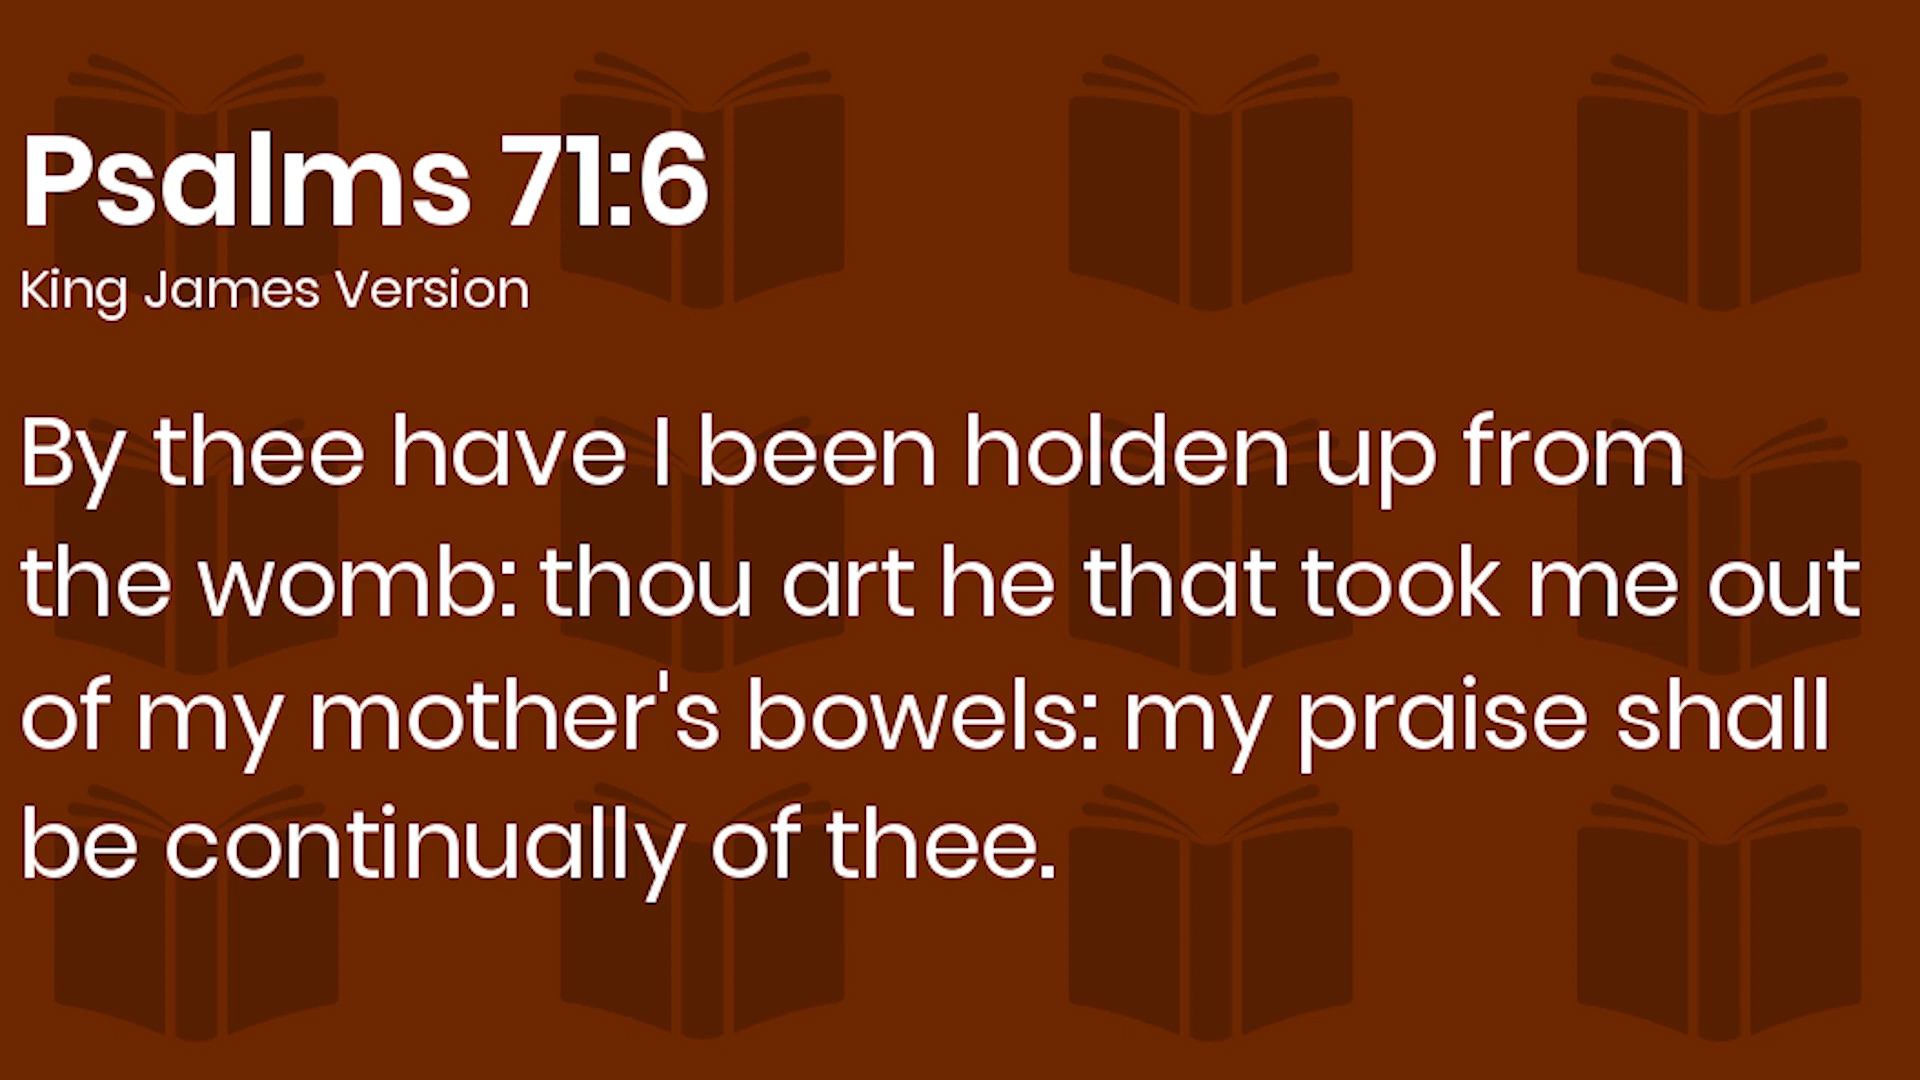 Psalms 71:6
King James Version
By thee have I been holden up from
the womb: thou art he that took me out
of my mother's bowels: my praise shall
be continually of thee.